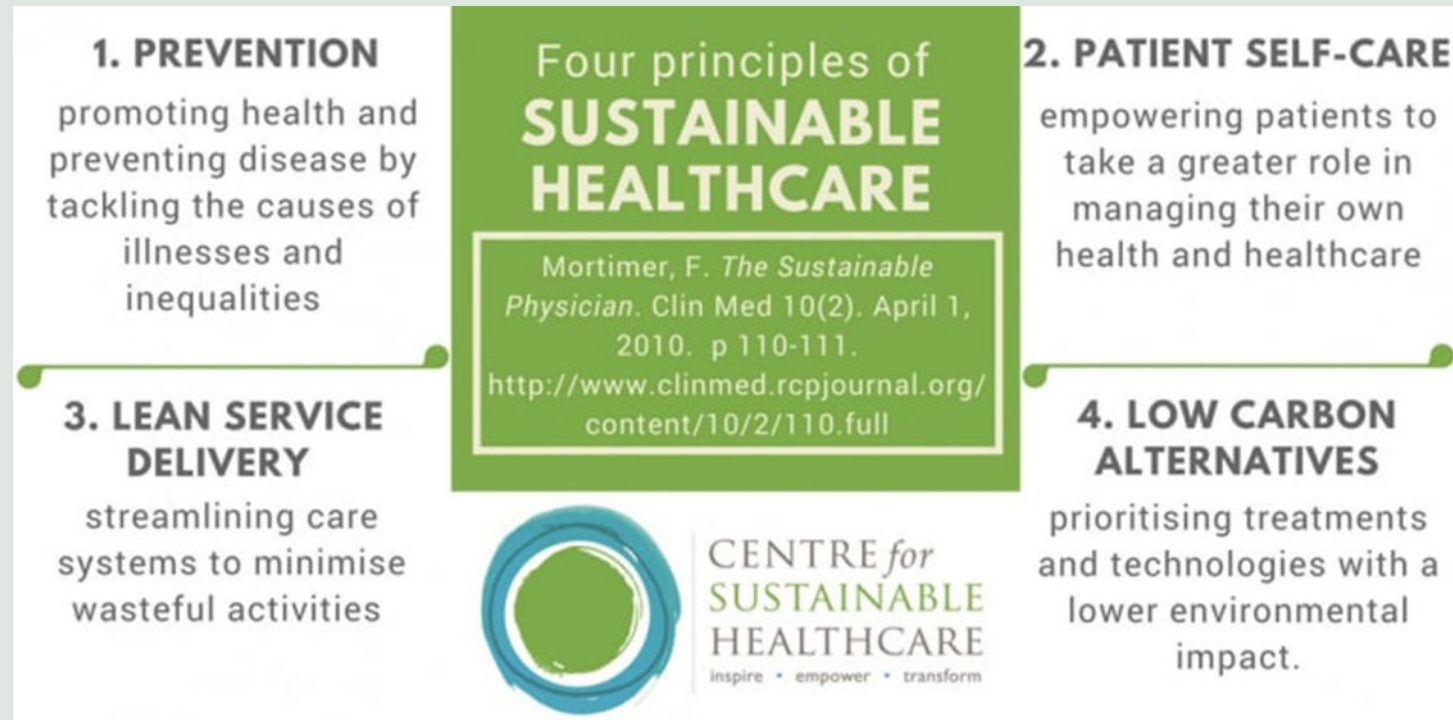 1. PREVENTION
promoting health and
preventing disease by
tackling the causes of
illnesses and
inequalities
Four principles of
SUSTAINABLE
HEALTHCARE
Mortimer, F. The Sustainable
Physician. Clin Med 10(2). April 1,
2010. p 110-111.
http://www.clinmed.rcpjournal.org/
content/10/2/110.full
2. PATIENT SELF-CARE
empowering patients to
take a greater role in
managing their own
health and healthcare
3. LEAN SERVICE
DELIVERY
streamlining care
systems to minimise
wasteful activities
4. LOW CARBON
ALTERNATIVES
prioritising treatments
and technologies with a
lower environmental
impact.
CENTRE for
SUSTAINABLE
HEALTHCARE
inspire • empower • transform